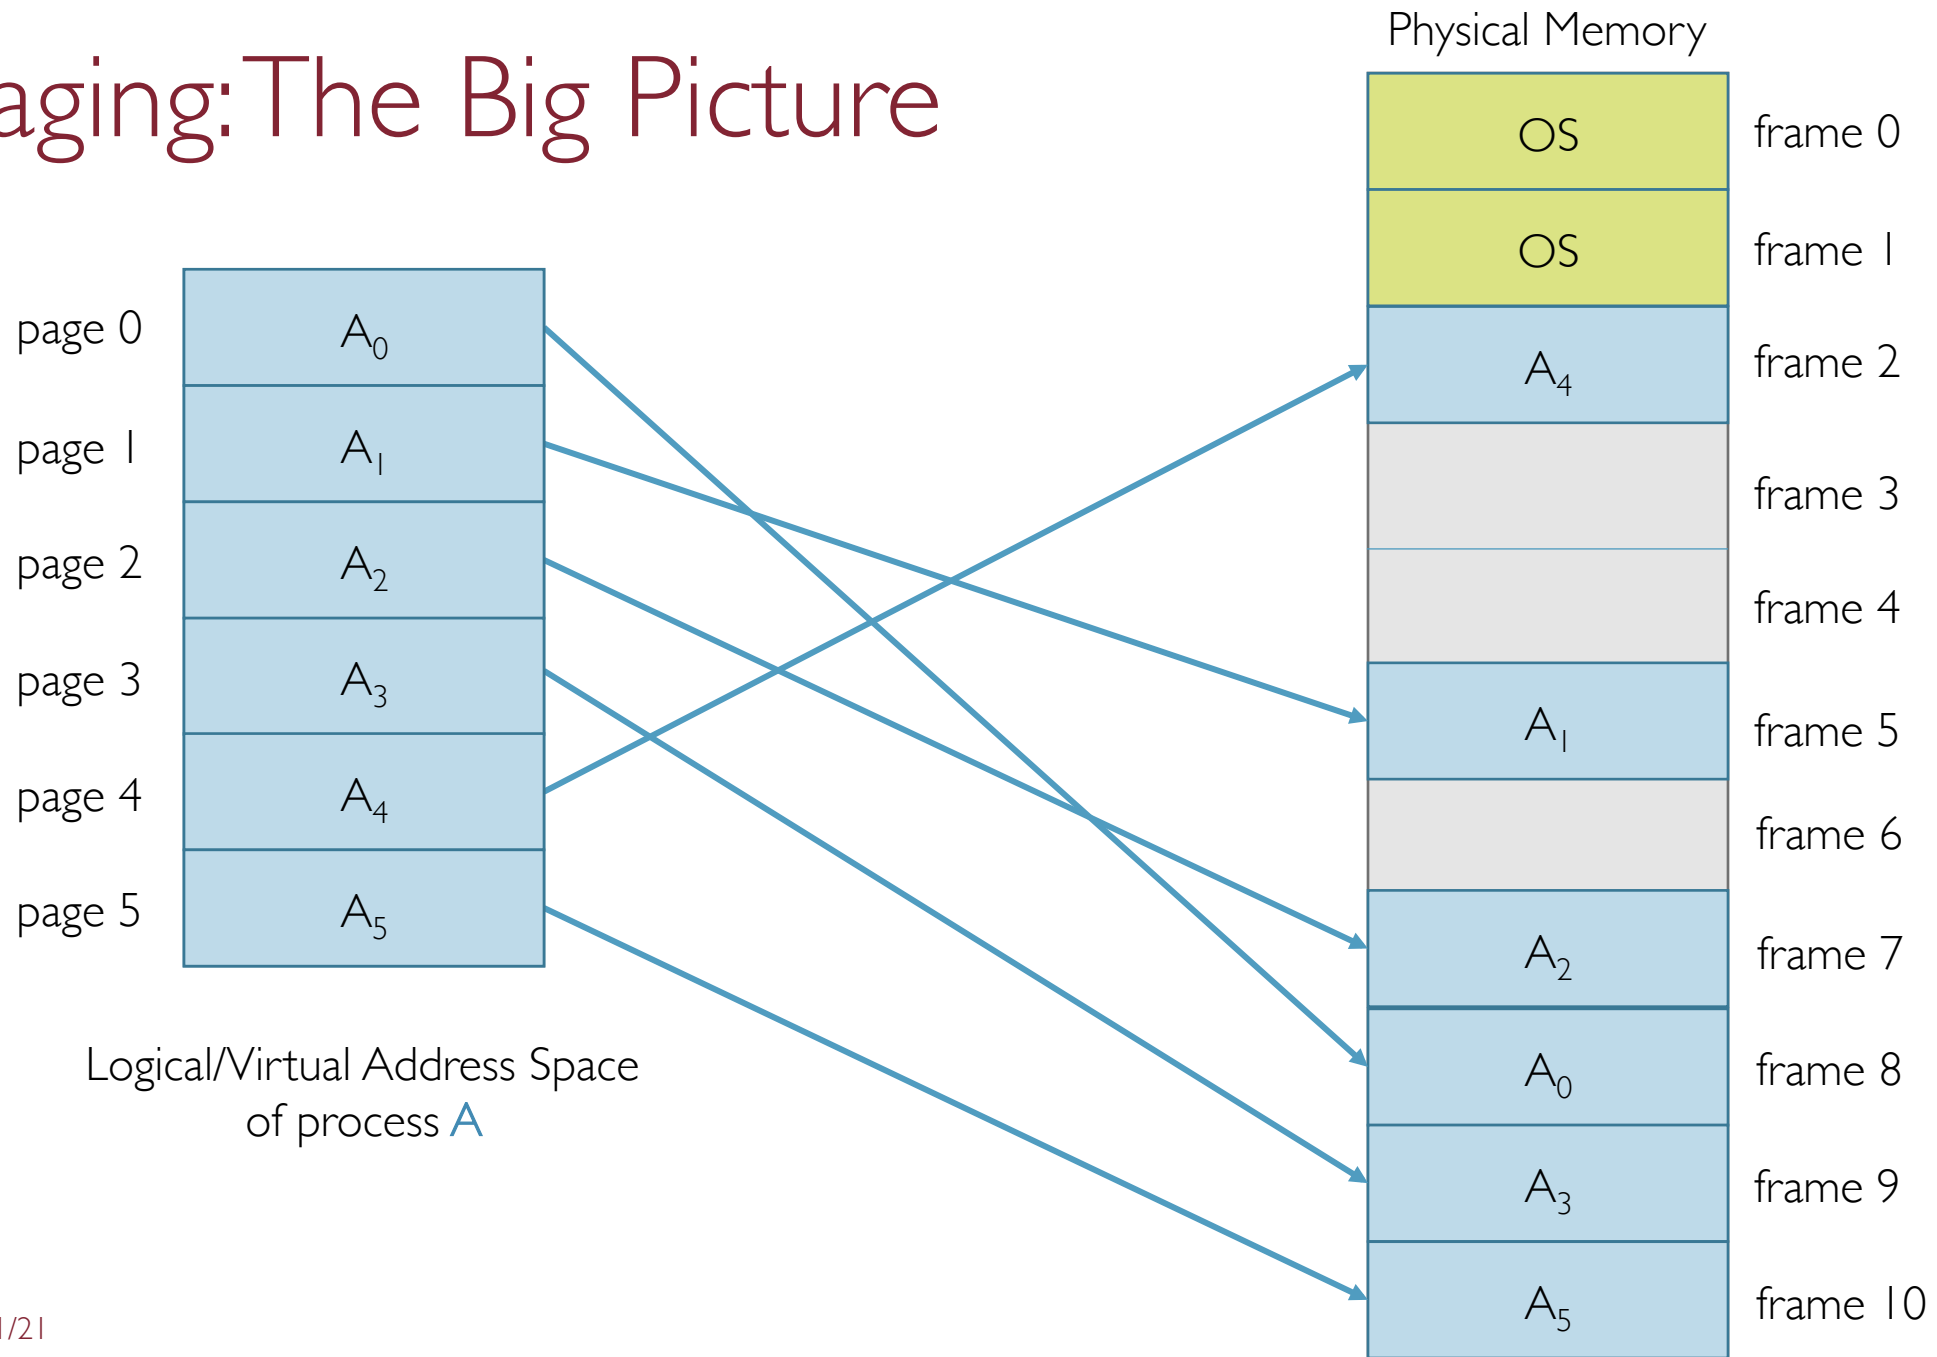 aging: The Big Picture
Physical Memory
OS frame 0
OS frame 1
A4 frame 2
frame 3
frame 4
A1 frame 5
frame 6
A2 frame 7
A0 frame 8
A3 frame 9
A5 frame 10
page 0 A0
page 1 A1
page 2 A2
page 3 A3
page 4 A4
page 5 A5
Logical/Virtual Address Space
of process A
1/21